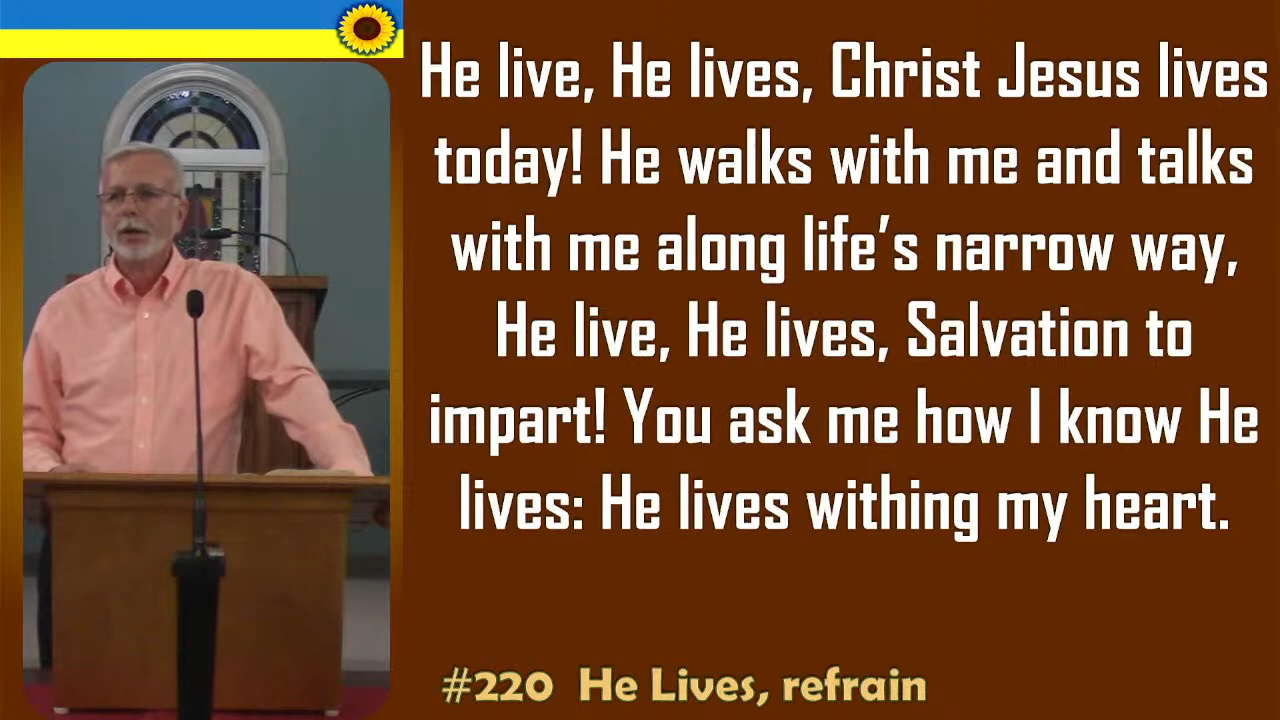 He live, He lives, Christ Jesus lives
today! He walks with me and talks
with me along life’s narrow way,
He live, He lives, Salvation to
impart! You ask me how I know He
lives: He lives withing my heart.
#220 He Lives, refrain